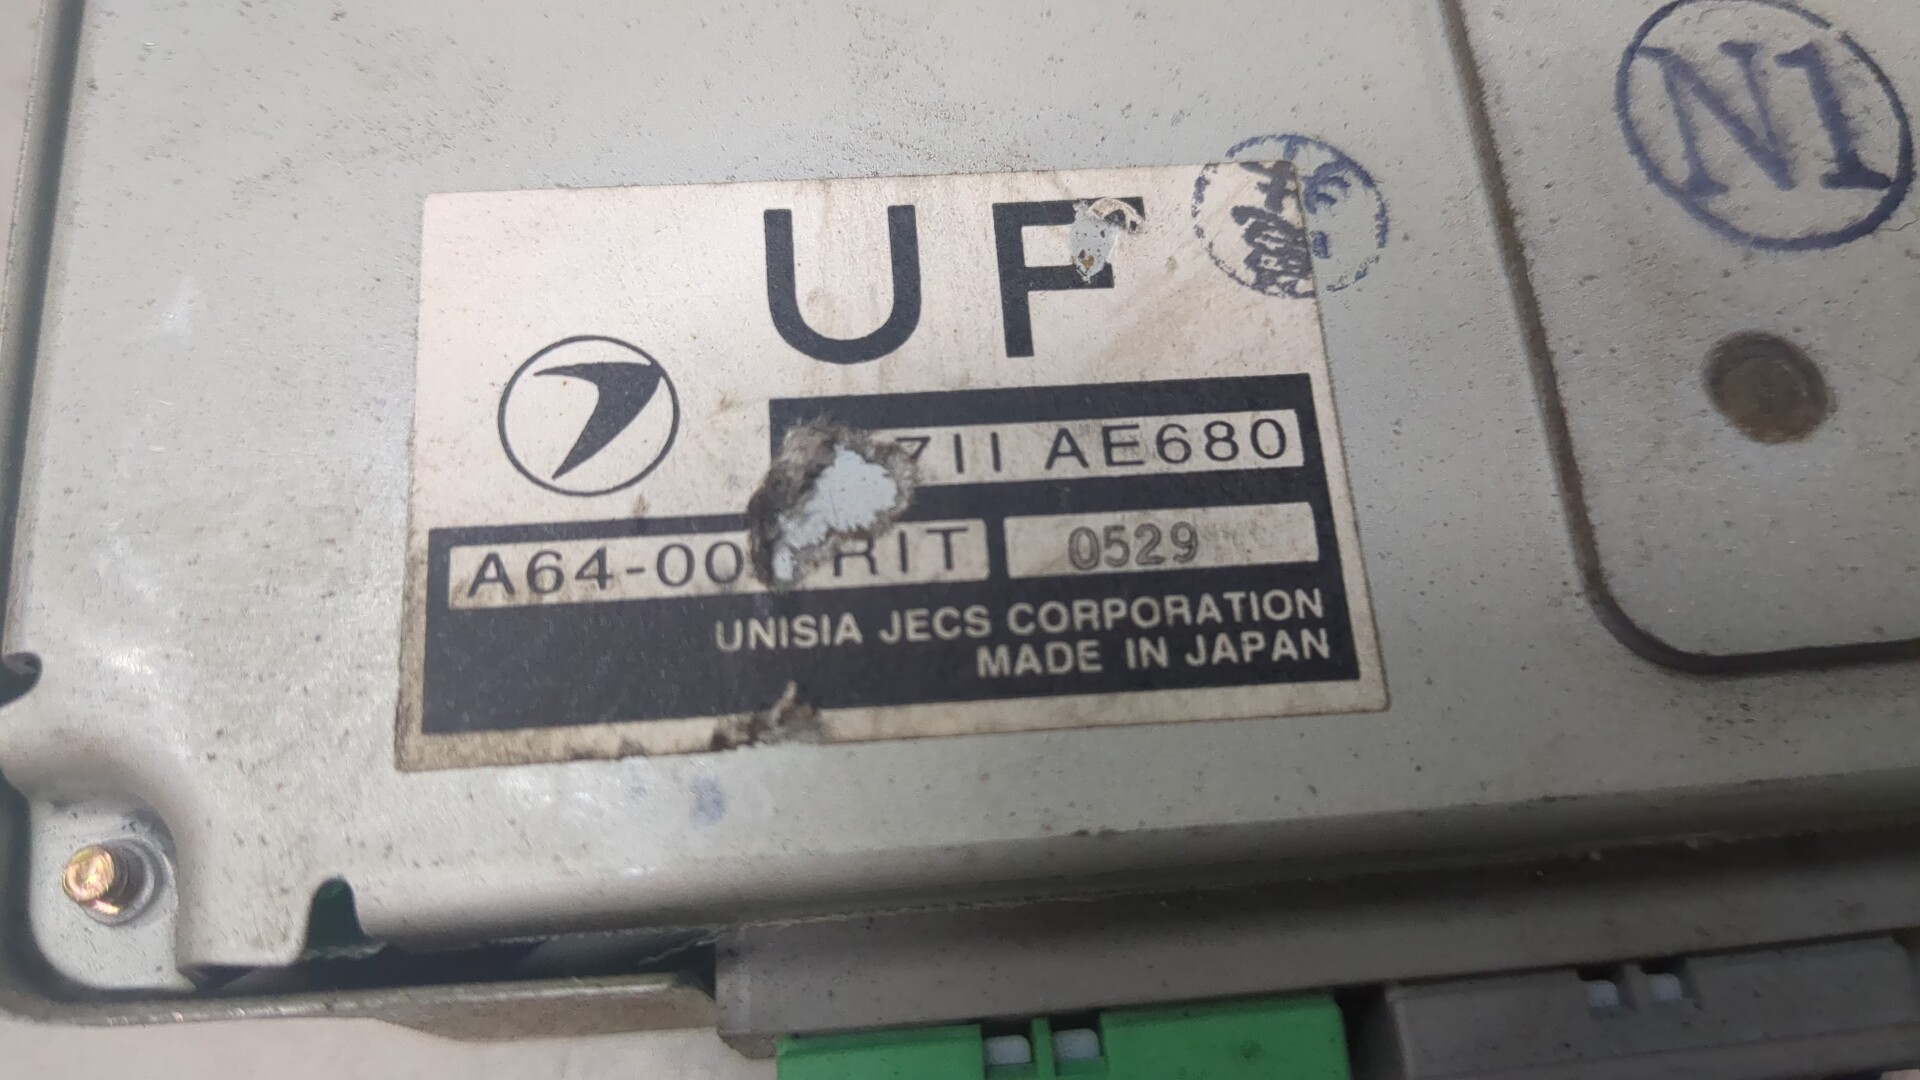 UF
711 AE680
A64-00 RIT
0529
UNISIA JECS CORPORATION
MADE IN JAPAN
N1